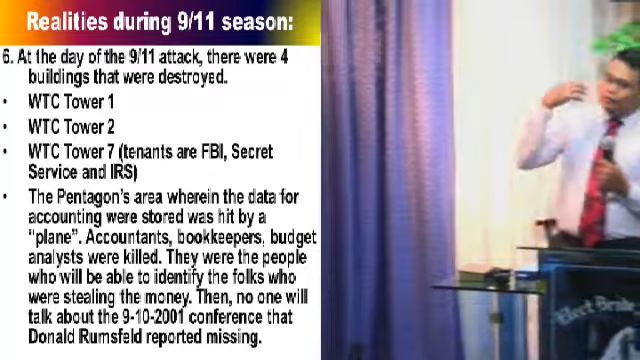 Realities during 9/11 season:
6. At the day of the 9/11 attack, there were 4
buildings that were destroyed.
• WTC Tower 1
• WTC Tower 2
• WTC Tower 7 (tenants are FBI, Secret
Service and IRS)
• The Pentagon's area wherein the data for
accounting were stored was hit by a
"plane". Accountants, bookkeepers, budget
analysts were killed. They were the people
who will be able to identify the folks who
were stealing the money. Then, no one will
talk about the 9-10-2001 conference that
Donald Rumsfeld reported missing.